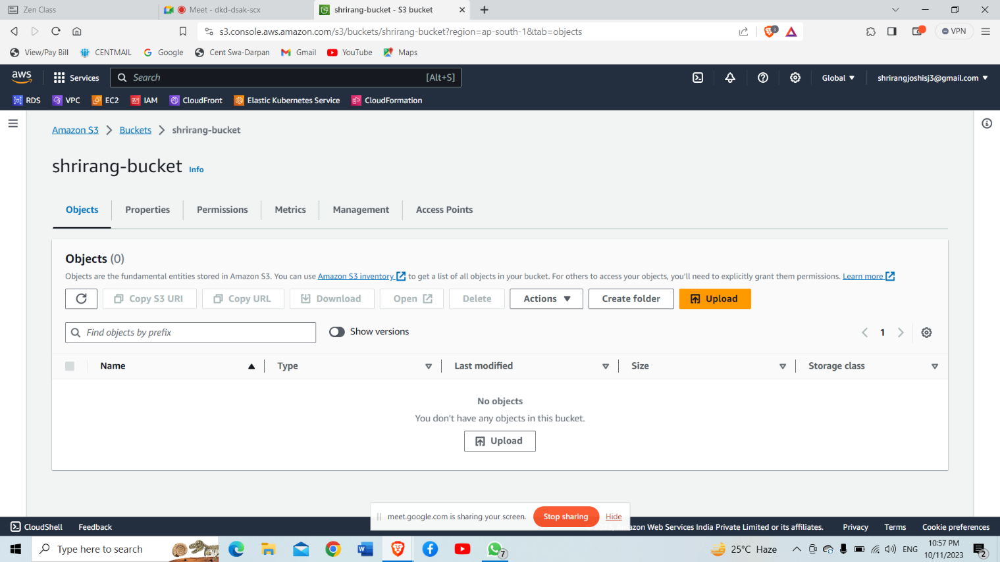 Zen Class
Meet - dkd-dsak-scx
shrirang-bucket - S3 bucket
s3.console.aws.amazon.com/s3/buckets/shrirang-bucket?region=ap-south-1&tab=objects
3
VPN
View/Pay Bill
CENTMAIL
Google
Cent Swa-Darpan
Gmail
YouTube
Maps
aws
Services
Search
[Alt+S]
Global
shrirangjoshisj3@gmail.com
RDS
VPC
EC2
IAM
CloudFront
Elastic Kubernetes Service
CloudFormation
Amazon S3
Buckets
shrirang-bucket
shrirang-bucket
Info
Objects
Properties
Permissions
Metrics
Management
Access Points
Objects (0)
Objects are the fundamental entities stored in Amazon S3. You can use Amazon S3 inventory to get a list of all objects in your bucket. For others to access your objects, you'll need to explicitly grant them permissions. Learn more
Copy S3 URI
Copy URL
Download
Open
Delete
Actions
Create folder
Upload
Find objects by prefix
Show versions
1
Name
Type
Last modified
Size
Storage class
No objects
You don't have any objects in this bucket.
Upload
meet.google.com is sharing your screen.
Stop sharing
Hide
CloudShell
Feedback
zon Web Services India Private Limited or its affiliates.
Privacy
Terms
Cookie preferences
Type here to search
7
25°C Haze
ENG
10:57 PM
10/11/2023
2